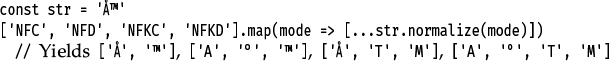 const str = 'Å™'
['NFC', 'NFD', 'NFKC', 'NFKD'].map(mode => [...str.normalize(mode)])
// Yields ['Å', '™'], ['A', '°', '™'], ['Å', 'T', 'M'], ['A', '°', 'T', 'M']